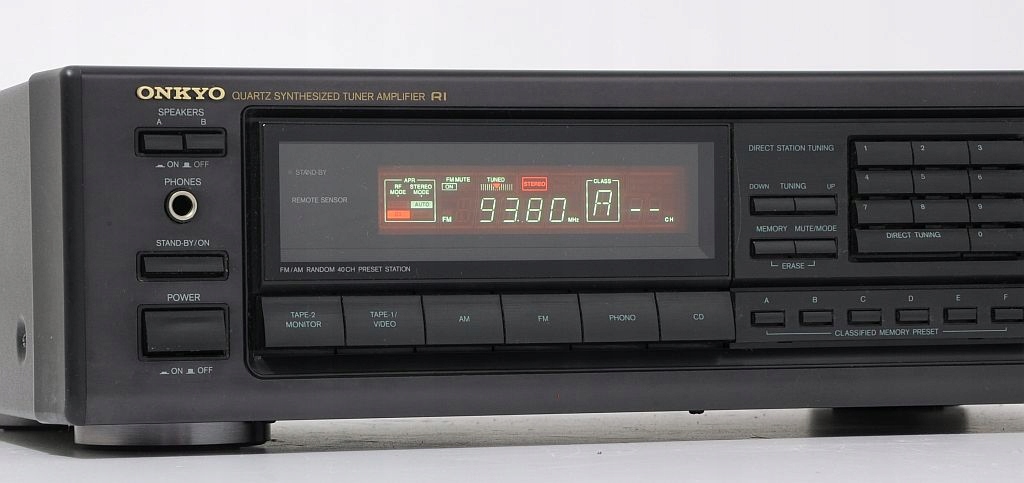 ONKYO QUARTZ SYNTHESIZED TUNER AMPLIFIER RI
SPEAKERS
A B
ON OFF
PHONES
STAND-BY/ON
POWER
ON OFF
STAND-BY
REMOTE SENSOR
APR
RF MODE STEREO MODE
AUTO
FM MUTE
ON
TUNED
STEREO
FM 93.80 MHz
CLASS
A -- CH
FM/AM RANDOM 40CH PRESET STATION
TAPE-2 MONITOR
TAPE-1/ VIDEO
AM
FM
PHONO
CD
DIRECT STATION TUNING
1 2 3
4 5 6
7 8 9
DIRECT TUNING 0
DOWN TUNING UP
MEMORY MUTE/MODE
ERASE
A B C D E F
CLASSIFIED MEMORY PRESET